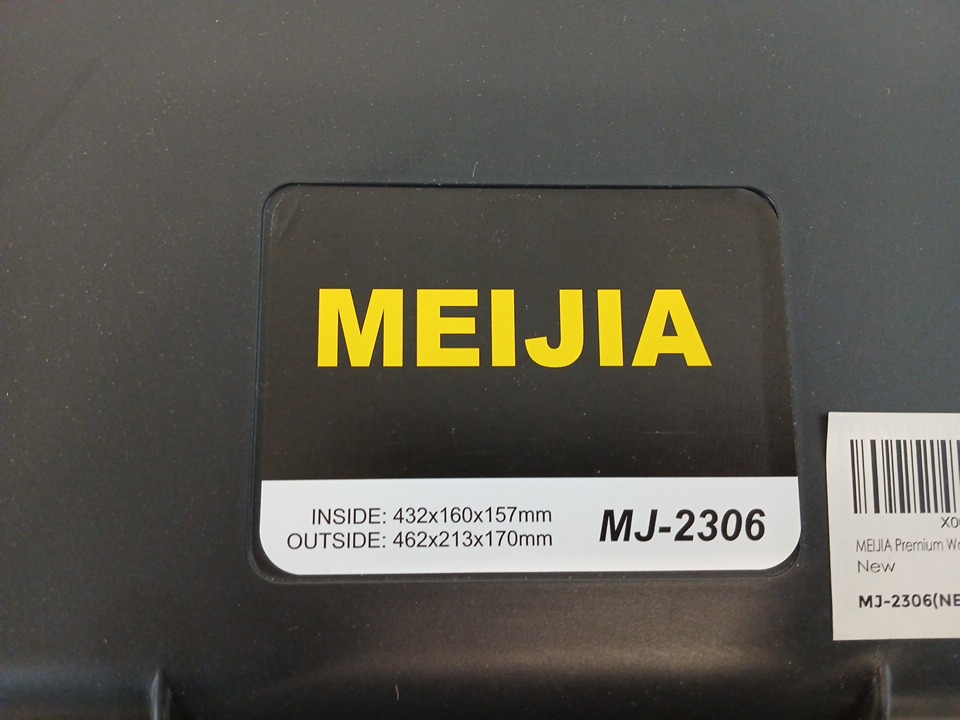 MEIJIA
INSIDE: 432x160x157mm
OUTSIDE: 462x213x170mm
MJ-2306
MEIJIA Premium
New